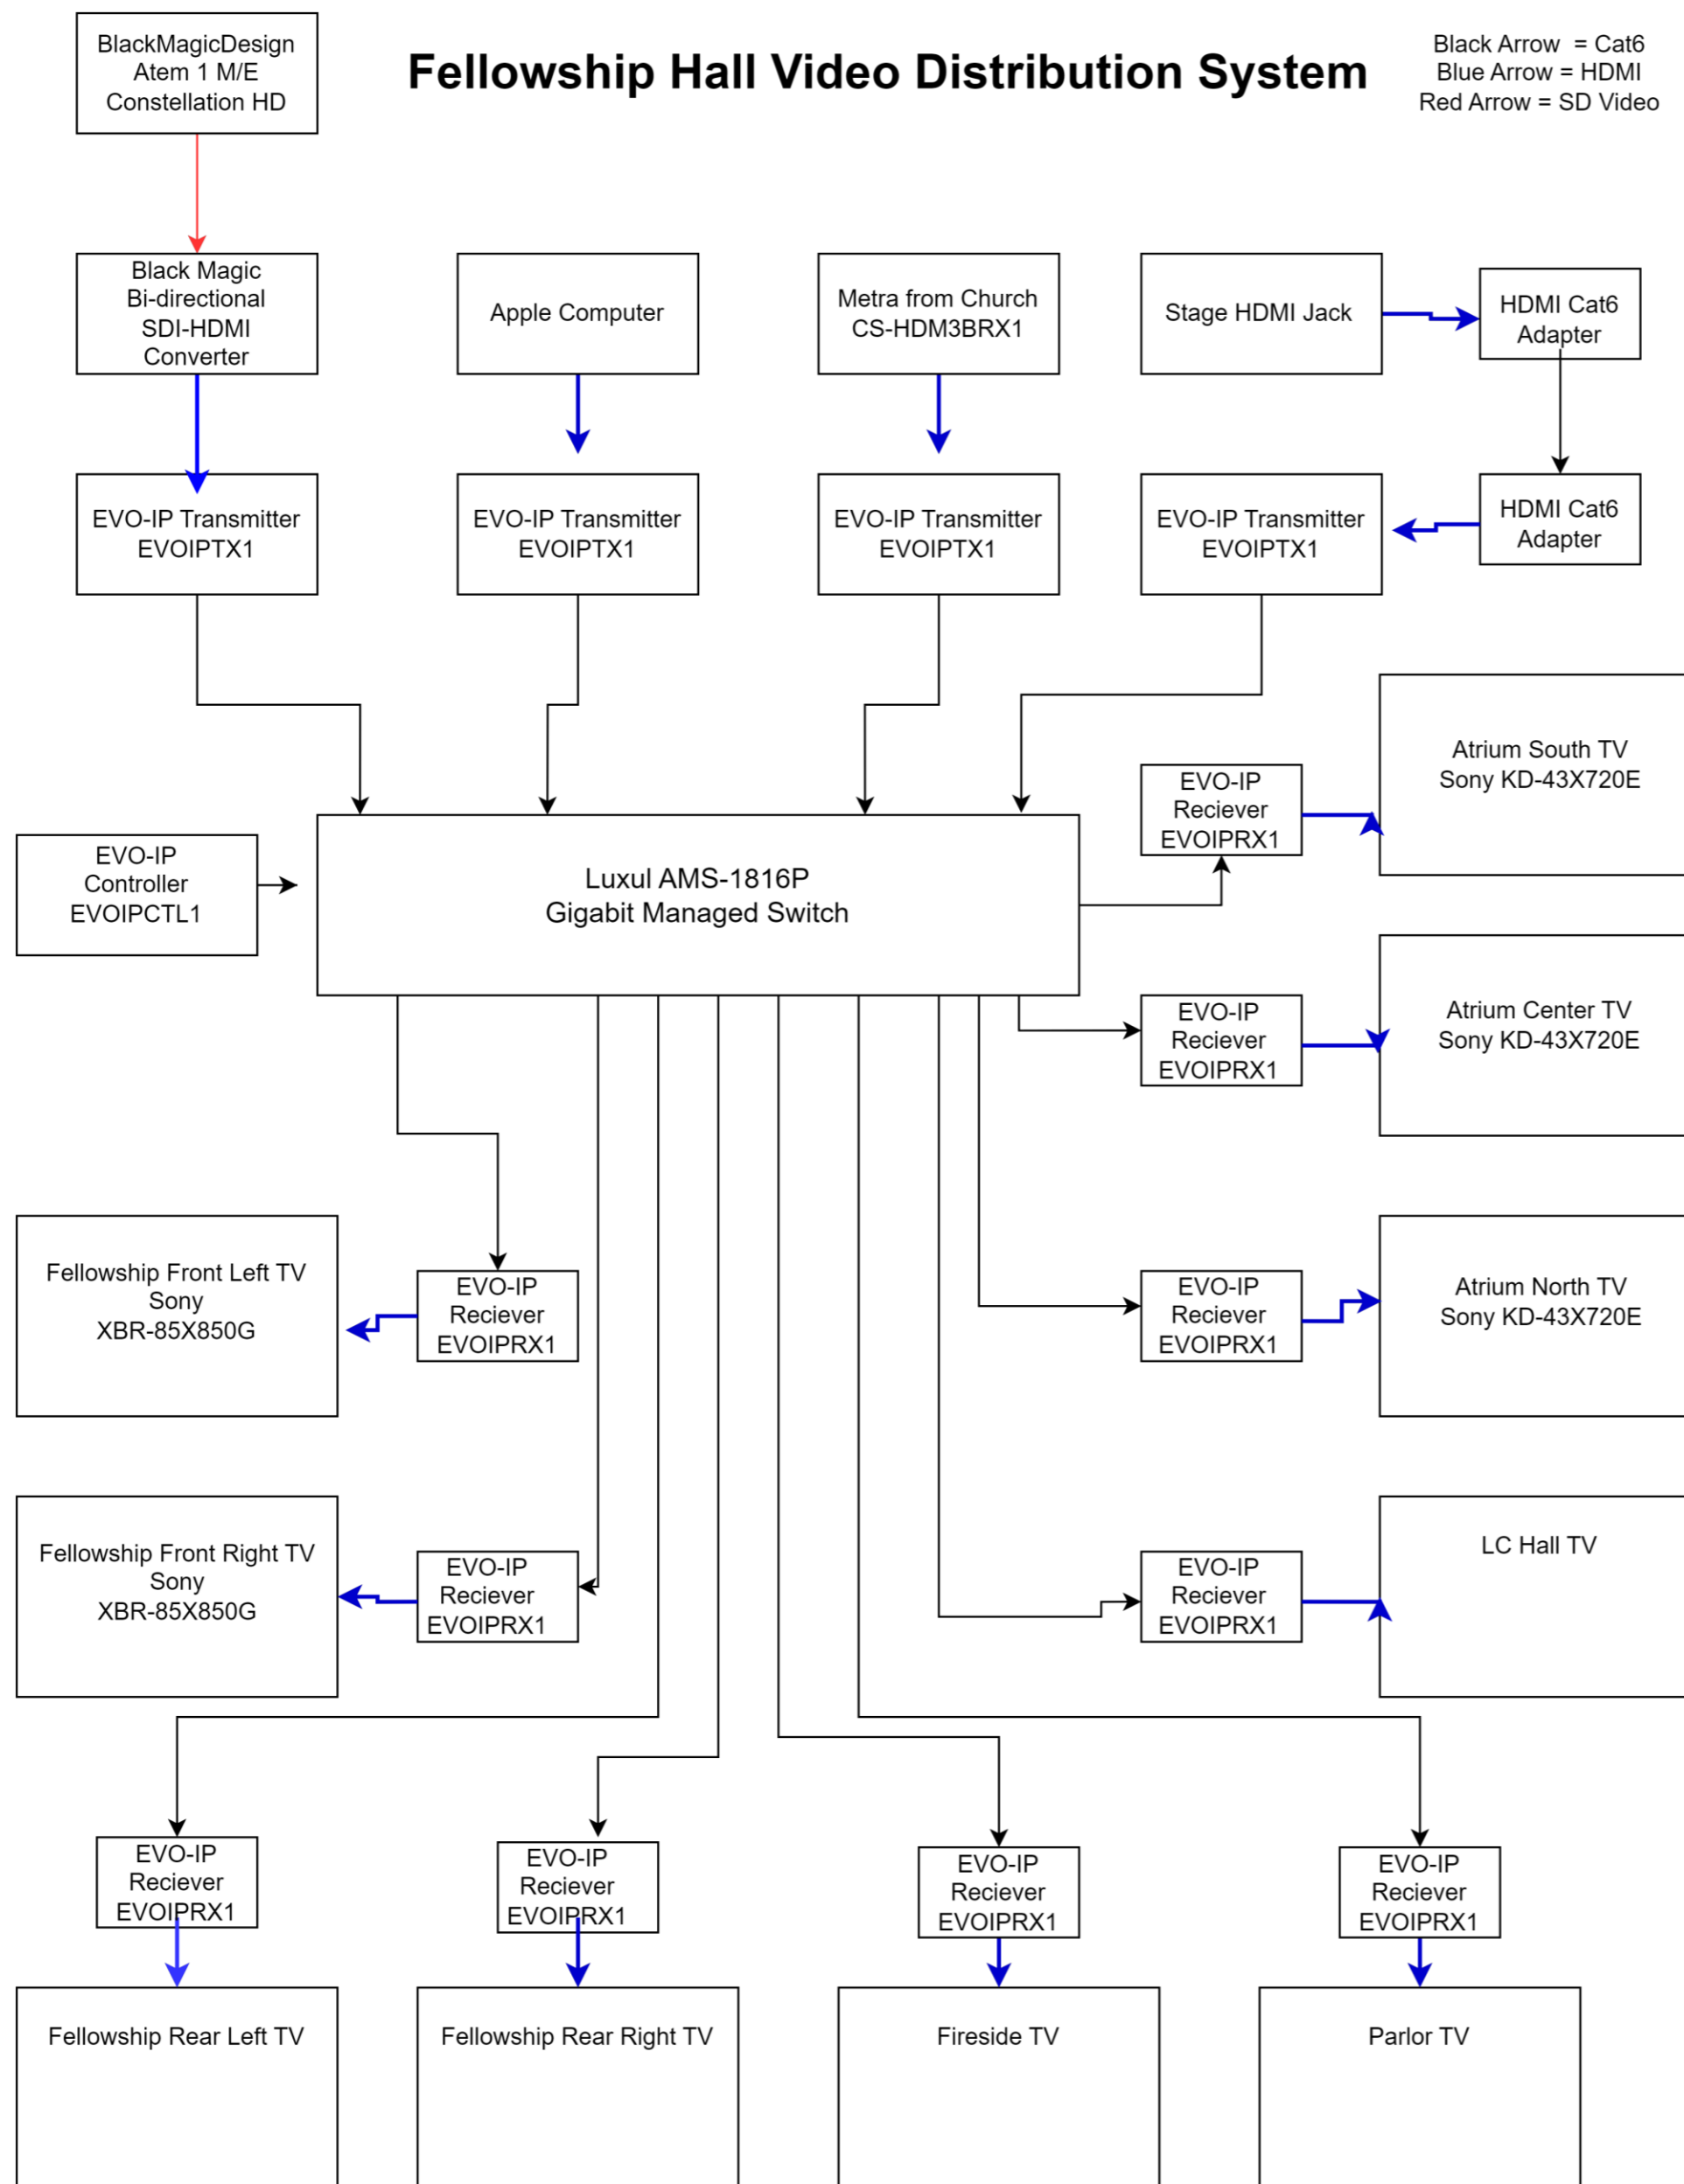 BlackMagicDesign
Atem 1 M/E
Constellation HD
Fellowship Hall Video Distribution System
Black Arrow  = Cat6
Blue Arrow = HDMI
Red Arrow = SD Video
Black Magic
Bi-directional
SDI-HDMI
Converter
Apple Computer
Metra from Church
CS-HDM3BRX1
Stage HDMI Jack
HDMI Cat6
Adapter
EVO-IP Transmitter
EVOIPTX1
EVO-IP Transmitter
EVOIPTX1
EVO-IP Transmitter
EVOIPTX1
EVO-IP Transmitter
EVOIPTX1
HDMI Cat6
Adapter
Atrium South TV
Sony KD-43X720E
EVO-IP
Reciever
EVOIPRX1
EVO-IP
Controller
EVOIPCTL1
Luxul AMS-1816P
Gigabit Managed Switch
EVO-IP
Reciever
EVOIPRX1
Atrium Center TV
Sony KD-43X720E
Fellowship Front Left TV
Sony
XBR-85X850G
EVO-IP
Reciever
EVOIPRX1
EVO-IP
Reciever
EVOIPRX1
Atrium North TV
Sony KD-43X720E
Fellowship Front Right TV
Sony
XBR-85X850G
EVO-IP
Reciever
EVOIPRX1
EVO-IP
Reciever
EVOIPRX1
LC Hall TV
EVO-IP
Reciever
EVOIPRX1
EVO-IP
Reciever
EVOIPRX1
EVO-IP
Reciever
EVOIPRX1
EVO-IP
Reciever
EVOIPRX1
Fellowship Rear Left TV
Fellowship Rear Right TV
Fireside TV
Parlor TV